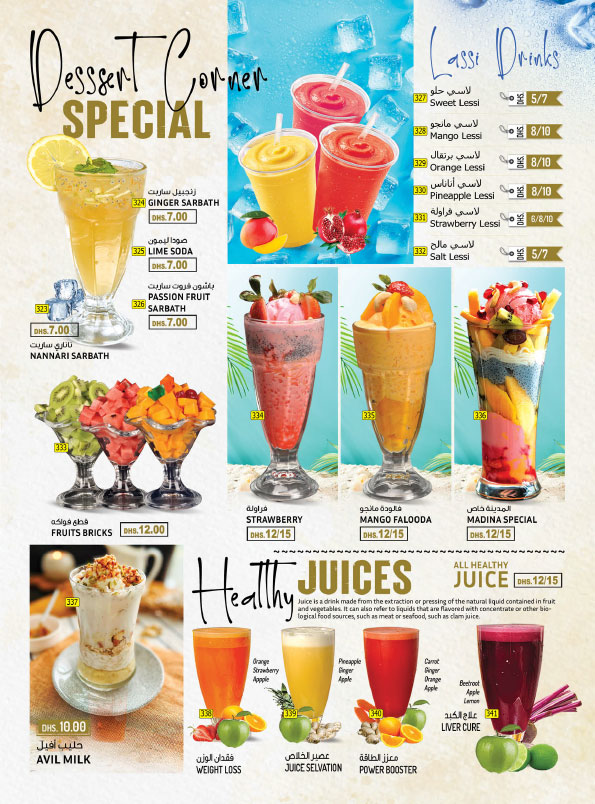 Desssert Corner
SPECIAL
زنجبيل ساربت
324 GINGER SARBATH
DHS.7.00
صودا ليمون
325 LIME SODA
DHS.7.00
باشون فروت ساربت
326 PASSION FRUIT
SARBATH
DHS.7.00
323
DHS.7.00
ناناري ساربت
NANNARI SARBATH
Lassi Drinks
327 لاسي حلو
Sweet Lessi
DHS. 5/7
328 لاسي مانجو
Mango Lessi
DHS. 8/10
329 لاسي برتقال
Orange Lessi
DHS. 8/10
330 لاسي أناناس
Pineapple Lessi
DHS. 8/10
331 لاسي فراولة
Strawberry Lessi
DHS. 6/8/10
332 لاسي مالح
Salt Lessi
DHS. 5/7
333
قطع فواكه
FRUITS BRICKS
DHS.12.00
334
فراولة
STRAWBERRY
DHS.12/15
335
فالودة مانجو
MANGO FALOODA
DHS.12/15
336
المدينة خاص
MADINA SPECIAL
DHS.12/15
337
DHS.10.00
حليب أفيل
AVIL MILK
Healthy JUICES
Juice is a drink made from the extraction or pressing of the natural liquid contained in fruit
and vegetables. It can also refer to liquids that are flavored with concentrate or other bio-
logical food sources, such as meat or seafood, such as clam juice.
ALL HEALTHY
JUICE DHS.12/15
Orange
Strawberry
Appple
338
فقدان الوزن
WEIGHT LOSS
Pineapple
Ginger
Apple
339
عصير الخلاص
JUICE SELVATION
Carrot
Ginger
Orange
Apple
340
معزز الطاقة
POWER BOOSTER
Beetroot
Apple
Lemon
341
علاج الكبد
LIVER CURE